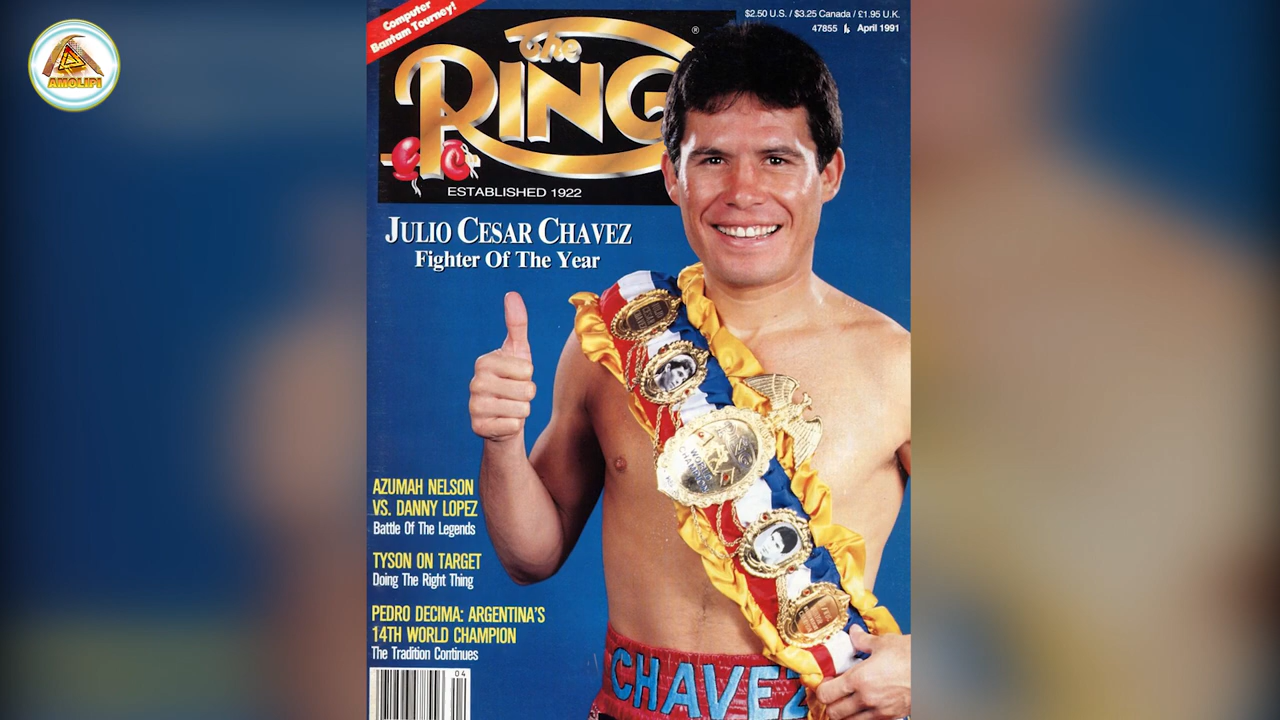 AMOLIPI
Computer
Bantam Tourney!
$2.50 U.S. / $3.25 Canada / £1.95 U.K.
47855 April 1991
The
RING
®
ESTABLISHED 1922
JULIO CESAR CHAVEZ
Fighter Of The Year
AZUMAH NELSON
VS. DANNY LOPEZ
Battle Of The Legends
TYSON ON TARGET
Doing The Right Thing
PEDRO DECIMA: ARGENTINA'S
14TH WORLD CHAMPION
The Tradition Continues
04
WORLD
CHAVEZ